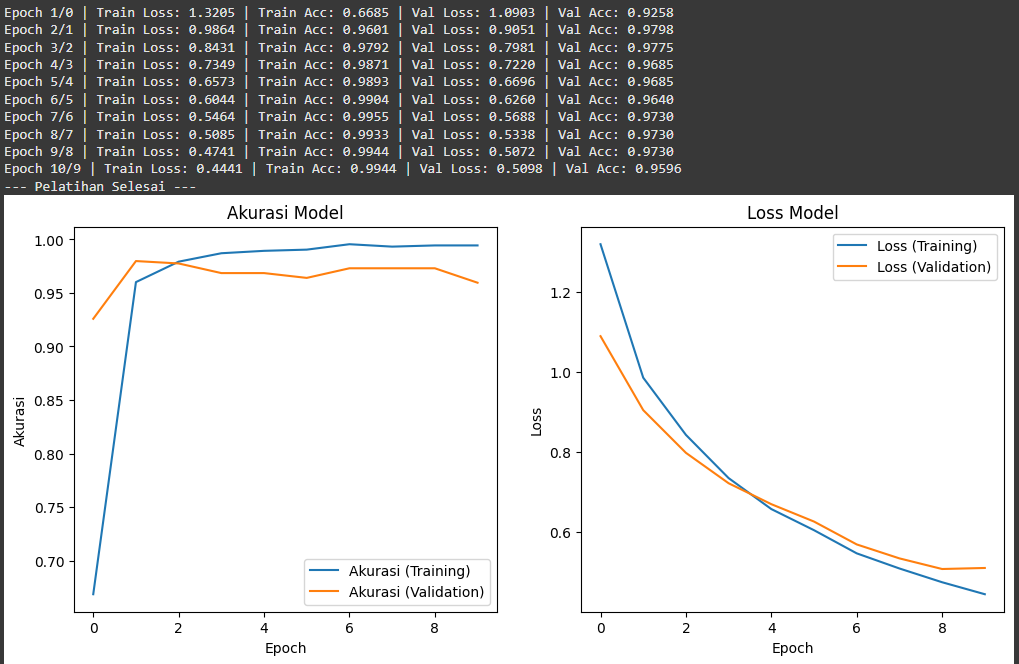 Epoch 1/0 | Train Loss: 1.3205 | Train Acc: 0.6685 | Val Loss: 1.0903 | Val Acc: 0.9258
Epoch 2/1 | Train Loss: 0.9864 | Train Acc: 0.9601 | Val Loss: 0.9051 | Val Acc: 0.9798
Epoch 3/2 | Train Loss: 0.8431 | Train Acc: 0.9792 | Val Loss: 0.7981 | Val Acc: 0.9775
Epoch 4/3 | Train Loss: 0.7349 | Train Acc: 0.9871 | Val Loss: 0.7220 | Val Acc: 0.9685
Epoch 5/4 | Train Loss: 0.6573 | Train Acc: 0.9893 | Val Loss: 0.6696 | Val Acc: 0.9685
Epoch 6/5 | Train Loss: 0.6044 | Train Acc: 0.9904 | Val Loss: 0.6260 | Val Acc: 0.9640
Epoch 7/6 | Train Loss: 0.5464 | Train Acc: 0.9955 | Val Loss: 0.5688 | Val Acc: 0.9730
Epoch 8/7 | Train Loss: 0.5085 | Train Acc: 0.9933 | Val Loss: 0.5338 | Val Acc: 0.9730
Epoch 9/8 | Train Loss: 0.4741 | Train Acc: 0.9944 | Val Loss: 0.5072 | Val Acc: 0.9730
Epoch 10/9 | Train Loss: 0.4441 | Train Acc: 0.9944 | Val Loss: 0.5098 | Val Acc: 0.9596
--- Pelatihan Selesai ---
Akurasi Model
1.00
0.95
0.90
0.85
0.80
0.75
0.70
Akurasi
Akurasi (Training)
Akurasi (Validation)
0 2 4 6 8
Epoch
Loss Model
Loss (Training)
Loss (Validation)
1.2
1.0
0.8
0.6
Loss
0 2 4 6 8
Epoch